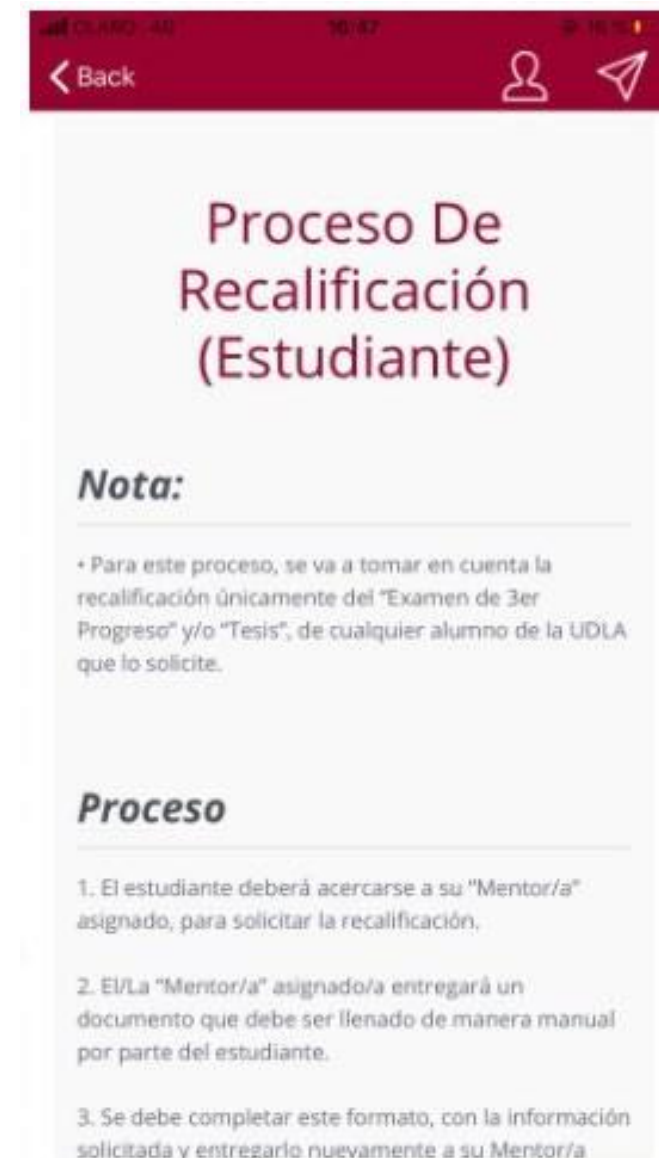 CLARO 4G 16:47
Back
Proceso De
Recalificación
(Estudiante)
Nota:
• Para este proceso, se va a tomar en cuenta la
recalificación únicamente del "Examen de 3er
Progreso" y/o "Tesis", de cualquier alumno de la UDLA
que lo solicite.
Proceso
1. El estudiante deberá acercarse a su "Mentor/a"
asignado, para solicitar la recalificación.
2. El/La "Mentor/a" asignado/a entregará un
documento que debe ser llenado de manera manual
por parte del estudiante.
3. Se debe completar este formato, con la información
solicitada y entregarlo nuevamente a su Mentor/a